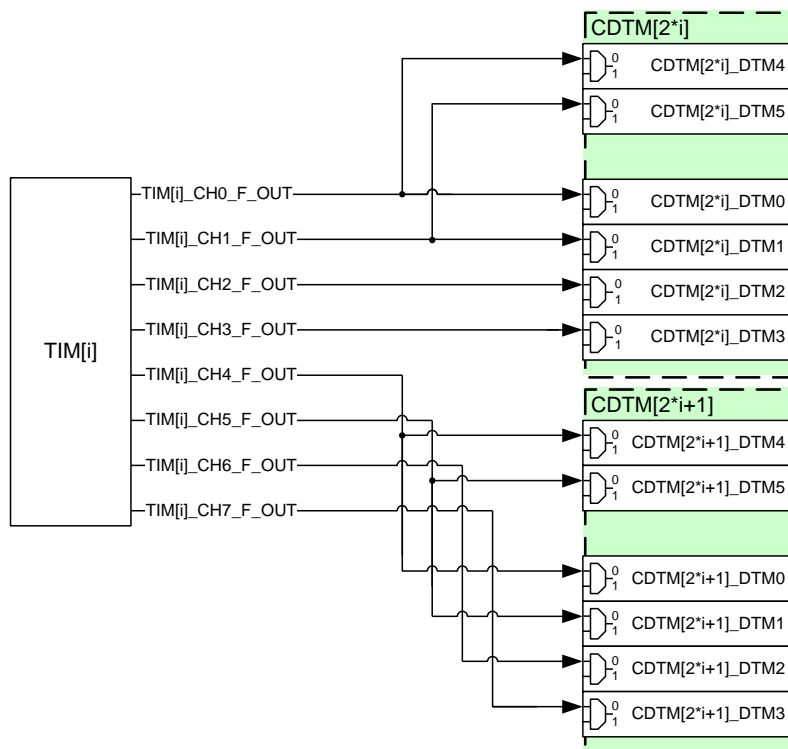 CDTM[2*i]
0
1
CDTM[2*i]_DTM4
0
1
CDTM[2*i]_DTM5
TIM[i]_CH0_F_OUT
0
1
CDTM[2*i]_DTM0
TIM[i]_CH1_F_OUT
0
1
CDTM[2*i]_DTM1
TIM[i]_CH2_F_OUT
0
1
CDTM[2*i]_DTM2
TIM[i]_CH3_F_OUT
0
1
CDTM[2*i]_DTM3
TIM[i]
TIM[i]_CH4_F_OUT
CDTM[2*i+1]
TIM[i]_CH5_F_OUT
0
1
CDTM[2*i+1]_DTM4
TIM[i]_CH6_F_OUT
0
1
CDTM[2*i+1]_DTM5
TIM[i]_CH7_F_OUT
0
1
CDTM[2*i+1]_DTM0
0
1
CDTM[2*i+1]_DTM1
0
1
CDTM[2*i+1]_DTM2
0
1
CDTM[2*i+1]_DTM3